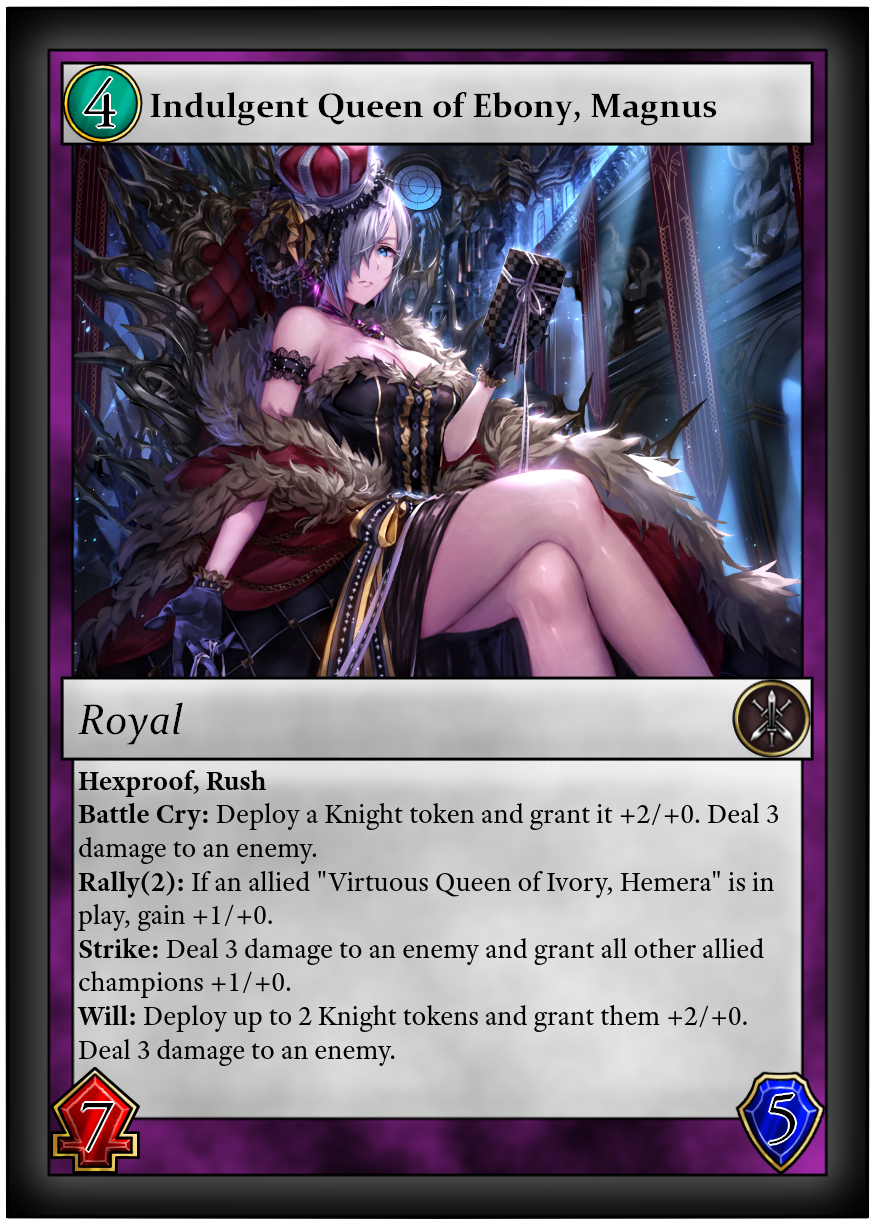 4
Indulgent Queen of Ebony, Magnus
Royal
Hexproof, Rush
Battle Cry: Deploy a Knight token and grant it +2/+0. Deal 3
damage to an enemy.
Rally(2): If an allied "Virtuous Queen of Ivory, Hemera" is in
play, gain +1/+0.
Strike: Deal 3 damage to an enemy and grant all other allied
champions +1/+0.
Will: Deploy up to 2 Knight tokens and grant them +2/+0.
Deal 3 damage to an enemy.
7
5